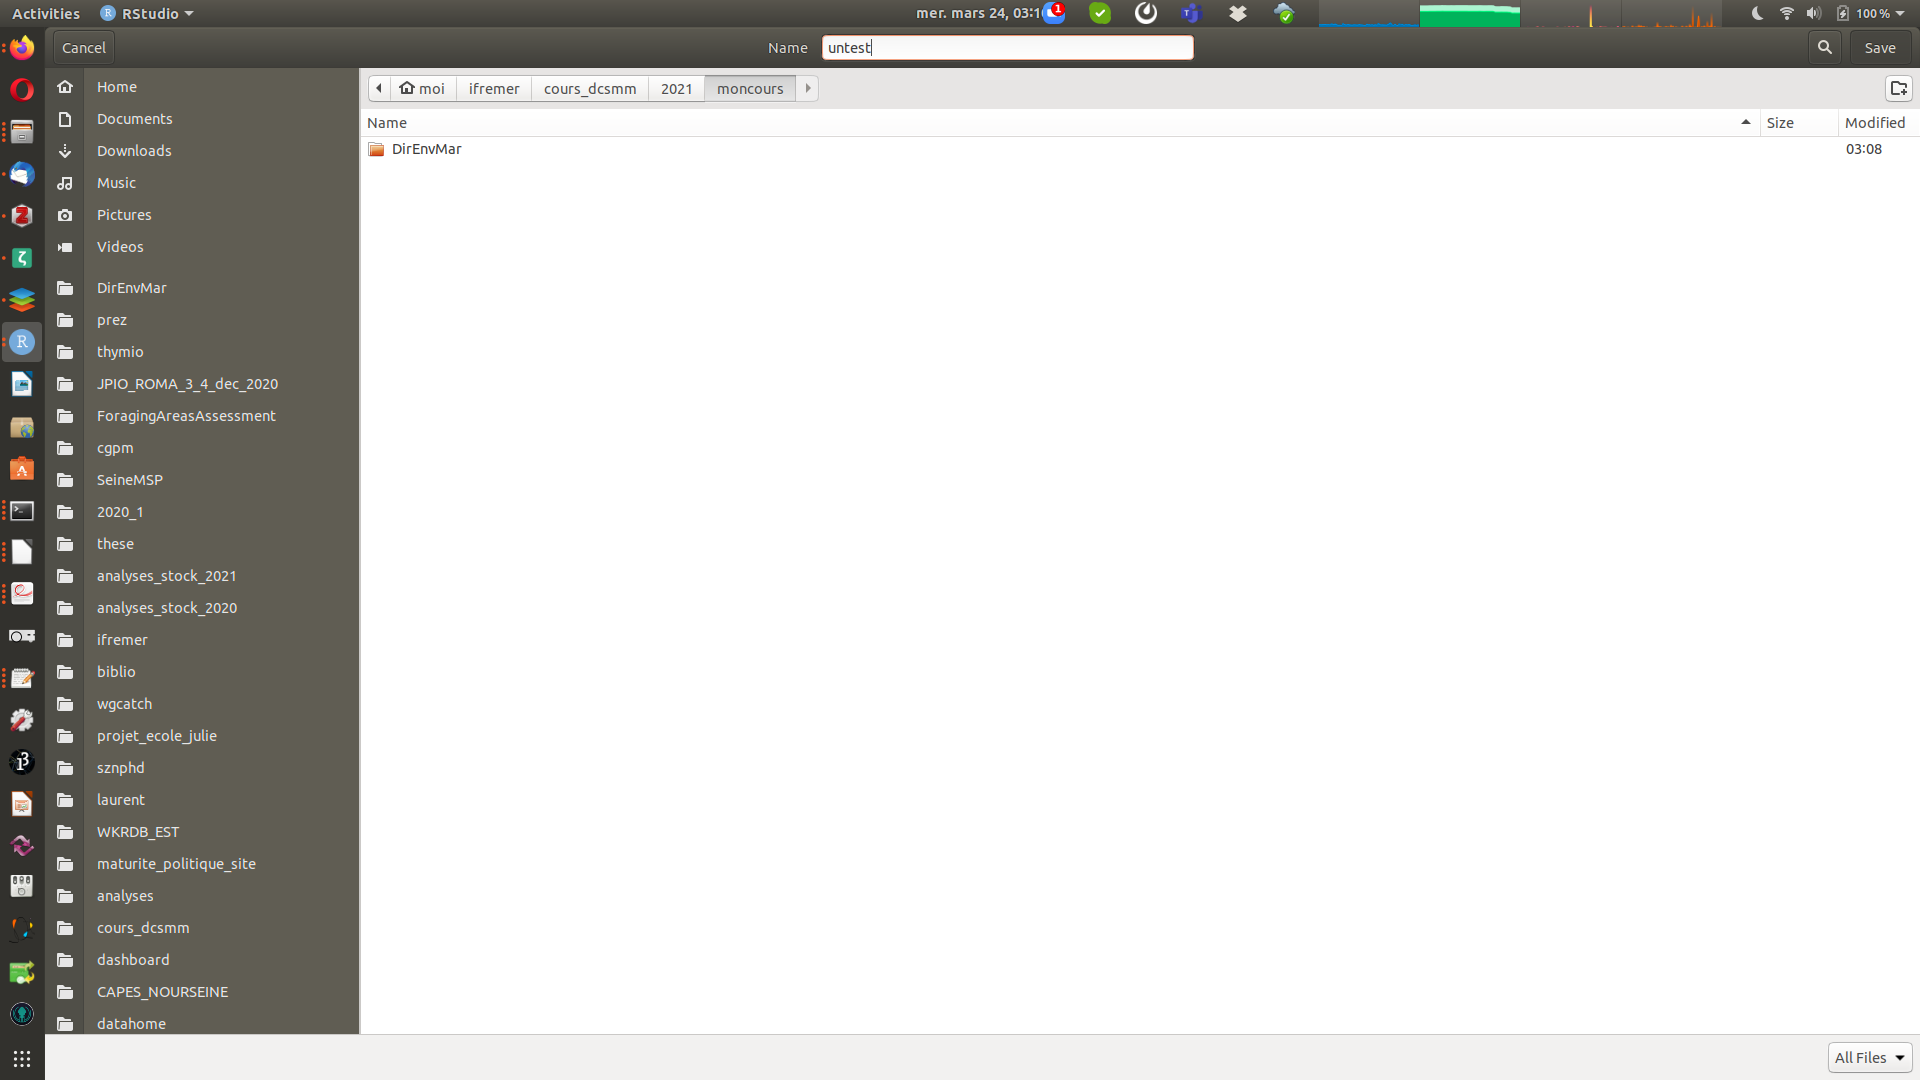 Activities RStudio mer. mars 24, 03:1 1 100 %
Cancel Name untest Save
moi ifremer cours_dcsmm 2021 moncours
Name Size Modified
DirEnvMar 03:08
Home
Documents
Downloads
Music
Pictures
Videos
DirEnvMar
prez
thymio
JPIO_ROMA_3_4_dec_2020
ForagingAreasAssessment
cgpm
SeineMSP
2020_1
these
analyses_stock_2021
analyses_stock_2020
ifremer
biblio
wgcatch
projet_ecole_julie
sznphd
laurent
WKRDB_EST
maturite_politique_site
analyses
cours_dcsmm
dashboard
CAPES_NOURSEINE
datahome
All Files